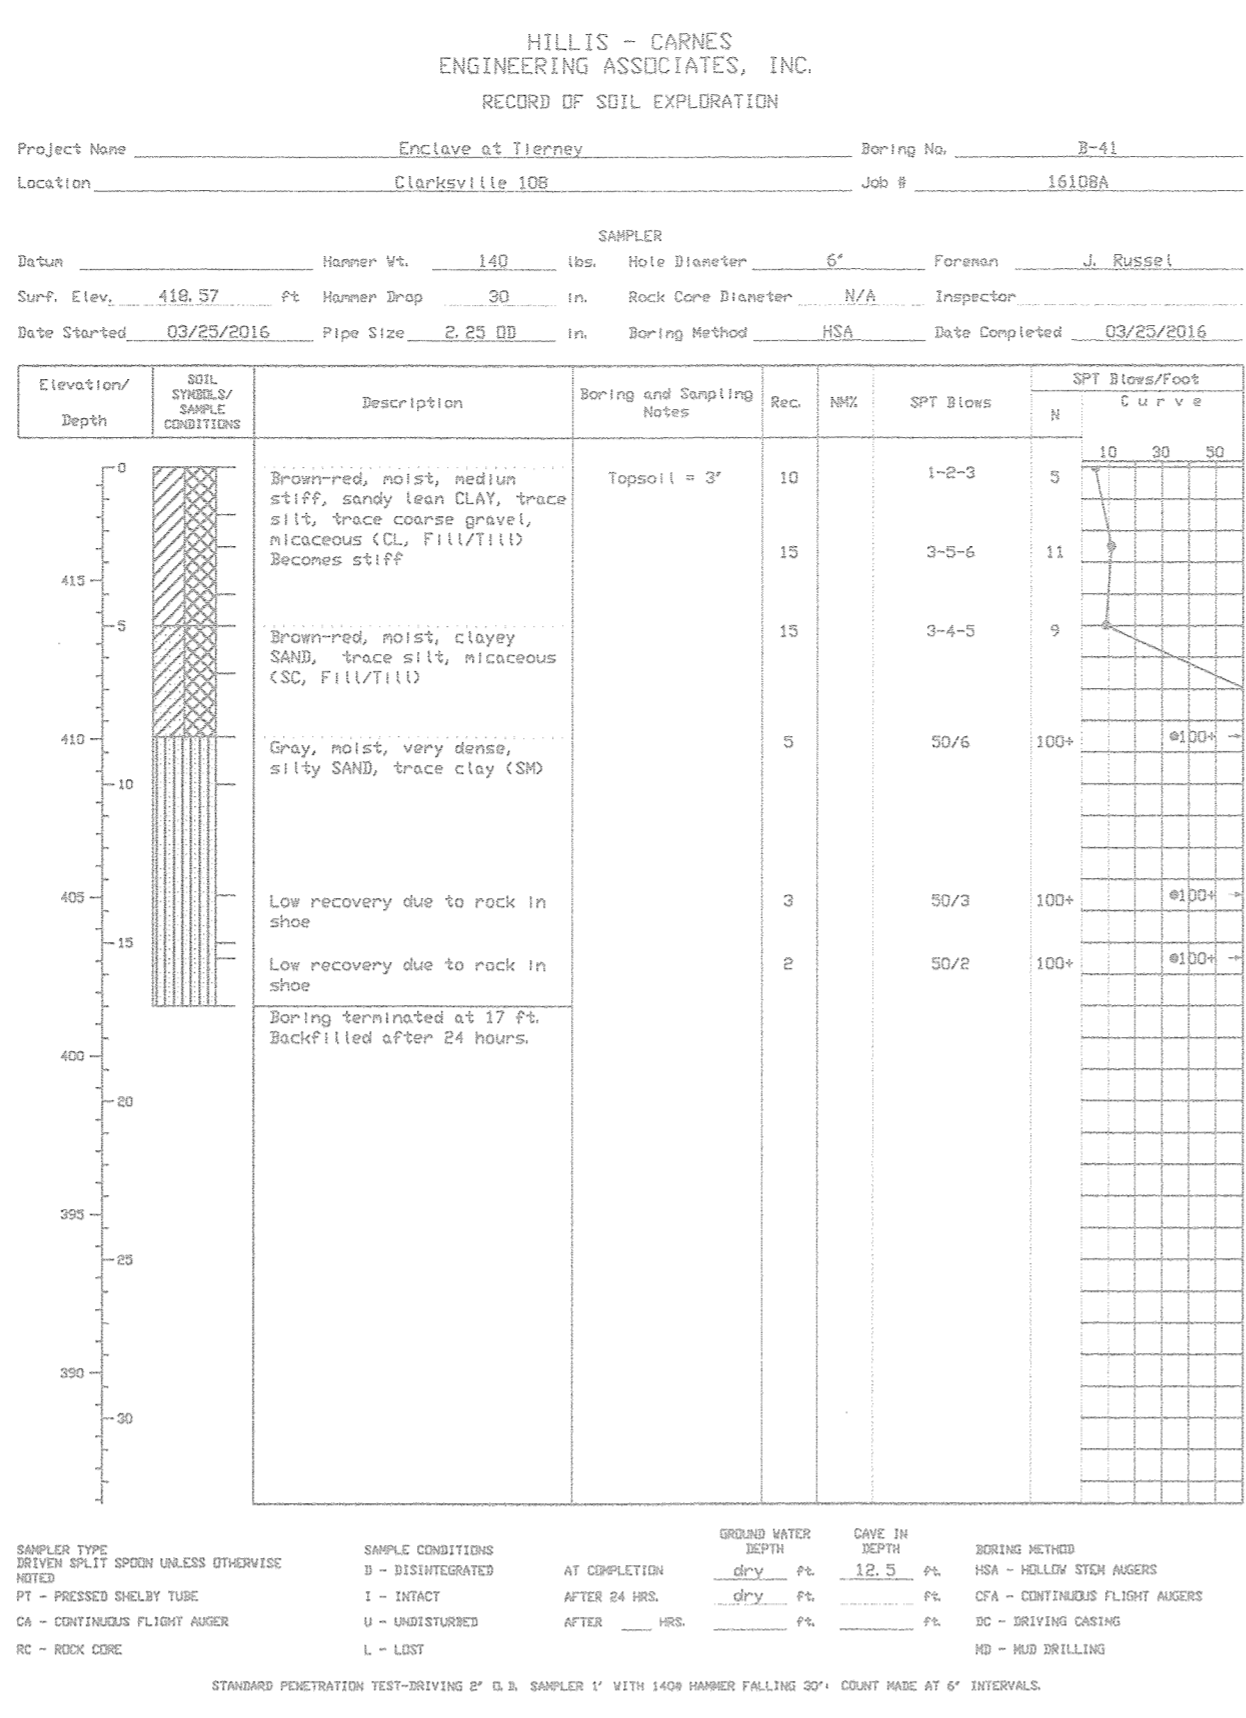 HILLIS - CARNES
ENGINEERING ASSOCIATES, INC.
RECORD OF SOIL EXPLORATION
Project Name Enclave at Tierney Boring No. B-41
Location Clarksville 108 Job # 16108A
SAMPLER
Datum Hammer Wt. 140 lbs. Hole Diameter 6" Foreman J. Russel
Surf. Elev. 418.57 ft Hammer Drop 30 in. Rock Core Diameter N/A Inspector
Date Started 03/25/2016 Pipe Size 2.25 OD in. Boring Method HSA Date Completed 03/25/2016
Elevation/ Depth
SOIL SYMBOLS/ SAMPLE CONDITIONS
Description
Boring and Sampling Notes
Rec. NM% SPT Blows
SPT Blows/Foot
N Curve
10 30 50
0 Brown-red, moist, medium Topsoil = 3" 10 1-2-3 5
stiff, sandy lean CLAY, trace
silt, trace coarse gravel,
micaceous (CL, Fill/Till)
Becomes stiff 15 3-5-6 11
415
5 Brown-red, moist, clayey 15 3-4-5 9
SAND, trace silt, micaceous
(SC, Fill/Till)
410 Gray, moist, very dense, 5 50/6 100+ 100+
silty SAND, trace clay (SM)
10
405 Low recovery due to rock in 3 50/3 100+ 100+
shoe
15
Low recovery due to rock in 2 50/2 100+ 100+
shoe
Boring terminated at 17 ft.
Backfilled after 24 hours.
400
20
395
25
390
30
GROUND WATER DEPTH CAVE IN DEPTH
SAMPLER TYPE SAMPLE CONDITIONS BORING METHOD
DRIVEN SPLIT SPOON UNLESS OTHERWISE
NOTED D - DISINTEGRATED AT COMPLETION dry ft. 12.5 ft. HSA - HOLLOW STEM AUGERS
PT - PRESSED SHELBY TUBE I - INTACT AFTER 24 HRS. dry ft. ft. CFA - CONTINUOUS FLIGHT AUGERS
CA - CONTINUOUS FLIGHT AUGER U - UNDISTURBED AFTER HRS. ft. ft. DC - DRIVING CASING
RC - ROCK CORE L - LOST MD - MUD DRILLING
STANDARD PENETRATION TEST-DRIVING 2" O.D. SAMPLER 1' WITH 140# HAMMER FALLING 30"; COUNT MADE AT 6" INTERVALS.